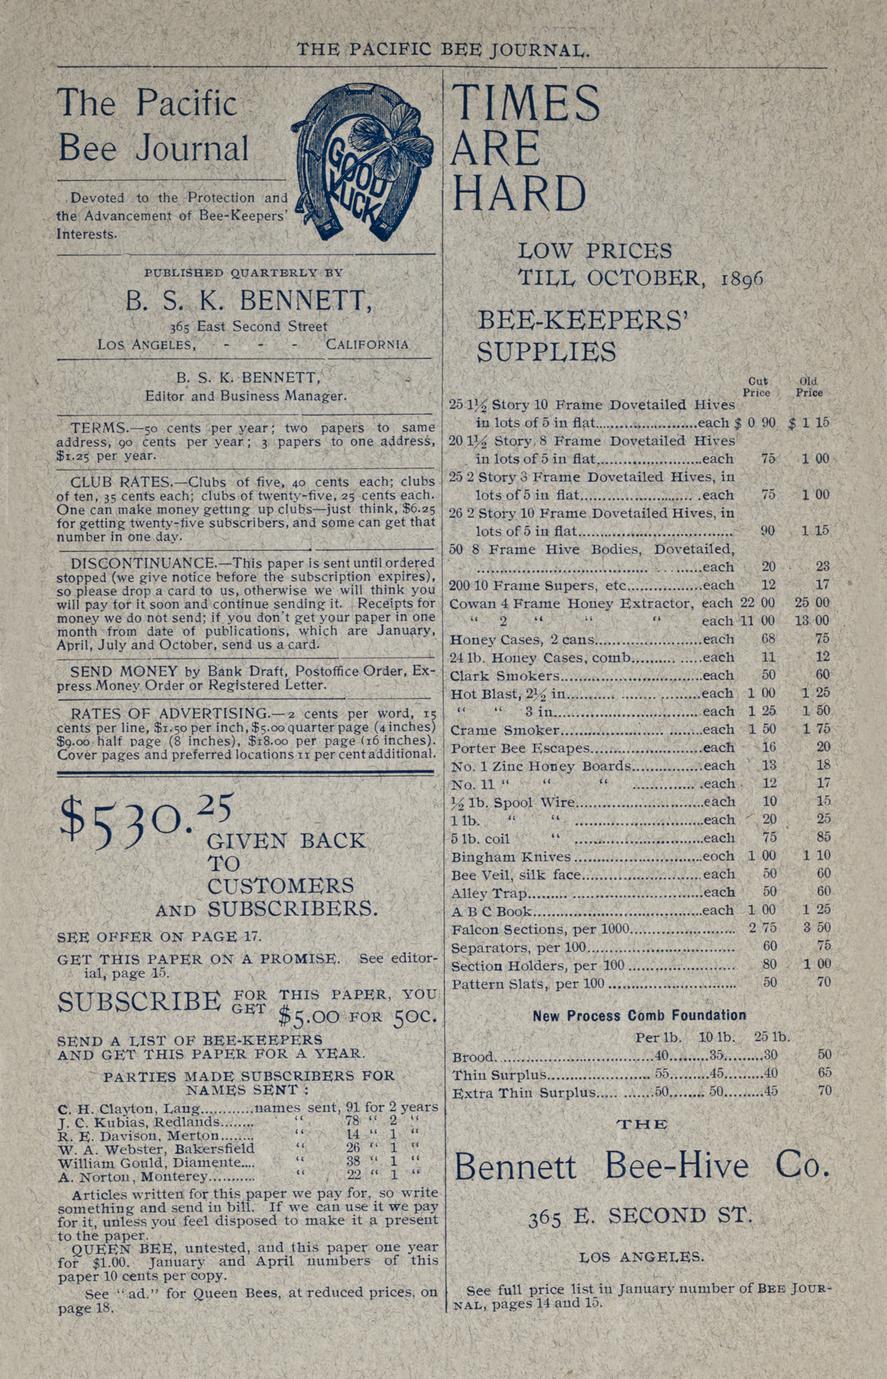 THE PACIFIC BEE JOURNAL.
The Pacific
Bee Journal
GOOD
LUCK
Devoted to the Protection and
the Advancement of Bee-Keepers'
Interests.
PUBLISHED QUARTERLY BY
B. S. K. BENNETT,
365 East Second Street
LOS ANGELES, - - - CALIFORNIA
B. S. K. BENNETT,
Editor and Business Manager.
TERMS.—50 cents per year; two papers to same
address, 90 cents per year; 3 papers to one address,
$1.25 per year.
CLUB RATES.—Clubs of five, 40 cents each; clubs
of ten, 35 cents each; clubs of twenty-five, 25 cents each.
One can make money getting up clubs—just think, $6.25
for getting twenty-five subscribers, and some can get that
number in one day.
DISCONTINUANCE.—This paper is sent until ordered
stopped (we give notice before the subscription expires),
so please drop a card to us, otherwise we will think you
will pay for it soon and continue sending it. Receipts for
money we do not send; if you don't get your paper in one
month from date of publications, which are January,
April, July and October, send us a card.
SEND MONEY by Bank Draft, Postoffice Order, Ex-
press Money Order or Registered Letter.
RATES OF ADVERTISING.—2 cents per word, 15
cents per line, $1.50 per inch, $5.00 quarter page (4 inches)
$9.00 half page (8 inches), $18.00 per page (16 inches).
Cover pages and preferred locations 11 per cent additional.
$530.25
GIVEN BACK
TO
CUSTOMERS
AND SUBSCRIBERS.
SEE OFFER ON PAGE 17.
GET THIS PAPER ON A PROMISE. See editor-
ial, page 15.
SUBSCRIBE FOR THIS PAPER, YOU
GET $5.00 FOR 50C.
SEND A LIST OF BEE-KEEPERS
AND GET THIS PAPER FOR A YEAR.
PARTIES MADE SUBSCRIBERS FOR
NAMES SENT :
C. H. Clayton, Lang...........names sent, 91 for 2 years
J. C. Kubias, Redlands........ “ 78 “ 2 “
R. E. Davison, Merton....... “ 14 “ 1 “
W. A. Webster, Bakersfield “ 26 “ 1 “
William Gould, Diamente.... “ 38 “ 1 “
A. Norton, Monterey.......... “ 22 “ 1 “
Articles written for this paper we pay for, so write
something and send in bill. If we can use it we pay
for it, unless you feel disposed to make it a present
to the paper.
QUEEN BEE, untested, and this paper one year
for $1.00. January and April numbers of this
paper 10 cents per copy.
See “ad.” for Queen Bees, at reduced prices, on
page 18.
TIMES
ARE
HARD
LOW PRICES
TILL OCTOBER, 1896
BEE-KEEPERS'
SUPPLIES
Cut Old
Price Price
25 1½ Story 10 Frame Dovetailed Hives
in lots of 5 in flat........................each $ 0 90 $ 1 15
20 1½ Story 8 Frame Dovetailed Hives
in lots of 5 in flat........................each 75 1 00
25 2 Story 8 Frame Dovetailed Hives, in
lots of 5 in flat........................ .each 75 1 00
26 2 Story 10 Frame Dovetailed Hives, in
lots of 5 in flat.................................. 90 1 15
50 8 Frame Hive Bodies, Dovetailed,
.......................................each 20 23
200 10 Frame Supers, etc.................each 12 17
Cowan 4 Frame Honey Extractor, each 22 00 25 00
“ 2 “ “ “ each 11 00 13 00
Honey Cases, 2 cans........................each 68 75
24 lb. Honey Cases, comb.......... .....each 11 12
Clark Smokers................................each 50 60
Hot Blast, 2½ in.......... ........ .........each 1 00 1 25
“ “ 3 in................................each 1 25 1 50
Crame Smoker........................ .......each 1 50 1 75
Porter Bee Escapes.........................each 16 20
No. 1 Zinc Honey Boards.................each 13 18
No. 11 “ “ “ .............. .each 12 17
½ lb. Spool Wire............................each 10 15
1 lb. “ “ ............................each 20 25
5 lb. coil “ ............................each 75 85
Bingham Knives ............................eoch 1 00 1 10
Bee Veil, silk face...........................each 50 60
Alley Trap......... ...........................each 50 60
A B C Book.....................................each 1 00 1 25
Falcon Sections, per 1000....................... 2 75 3 50
Separators, per 100................................ 60 75
Section Holders, per 100 ....................... 80 1 00
Pattern Slats, per 100 ............................ 50 70
New Process Comb Foundation
Per lb. 10 lb. 25 lb.
Brood....................................40.........35.........30 50
Thin Surplus.......................... 55.........45.........40 65
Extra Thin Surplus..... ........50........ 50.........45 70
THE
Bennett Bee-Hive Co.
365 E. SECOND ST.
LOS ANGELES.
See full price list in January number of BEE JOUR-
NAL, pages 14 and 15.